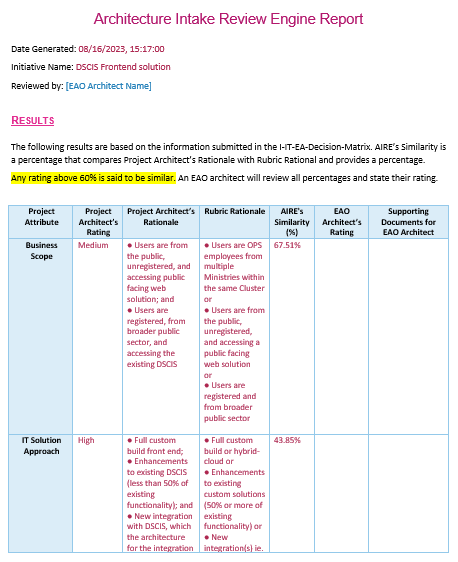 Architecture Intake Review Engine Report
Date Generated: 08/16/2023, 15:17:00
Initiative Name: DSCIS Frontend solution
Reviewed by: [EAO Architect Name]
RESULTS
The following results are based on the information submitted in the I-IT-EA-Decision-Matrix. AIRE's Similarity is
a percentage that compares Project Architect's Rationale with Rubric Rational and provides a percentage.
Any rating above 60% is said to be similar. An EAO architect will review all percentages and state their rating.
Project
Attribute
Project
Architect's
Rating
Project Architect's
Rationale
Rubric Rationale
AIRE's
Similarity
(%)
EAO
Architect's
Rating
Supporting
Documents for
EAO Architect
Business
Scope
Medium
● Users are from
the public,
unregistered, and
accessing public
facing web
solution; and
● Users are
registered, from
broader public
sector, and
accessing the
existing DSCIS
● Users are OPS
employees from
multiple
Ministries within
the same Cluster
or
● Users are from
the public,
unregistered,
and accessing a
public facing
web solution
or
● Users are
registered and
from broader
public sector
67.51%
IT Solution
Approach
High
● Full custom
build front end;
● Enhancements
to existing DSCIS
(less than 50% of
existing
functionality); and
● New integration
with DSCIS, which
the architecture
for the integration
● Full custom
build or hybrid-
cloud or
● Enhancements
to existing
custom solutions
(50% or more of
existing
functionality) or
● New
integration(s) ie.
43.85%